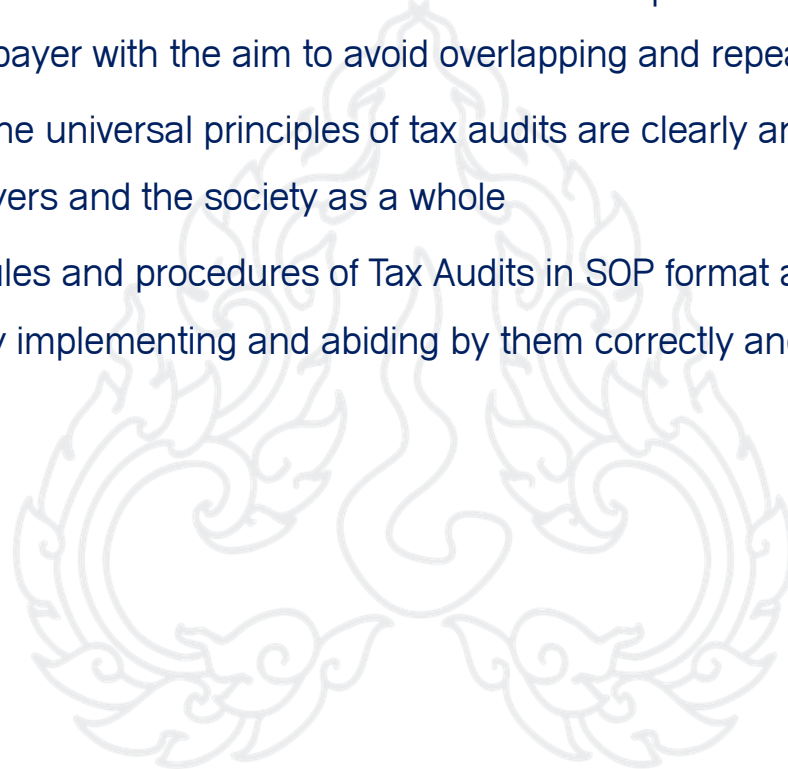 payer with the aim to avoid overlapping and repea
he universal principles of tax audits are clearly an
yers and the society as a whole
ules and procedures of Tax Audits in SOP format a
y implementing and abiding by them correctly and